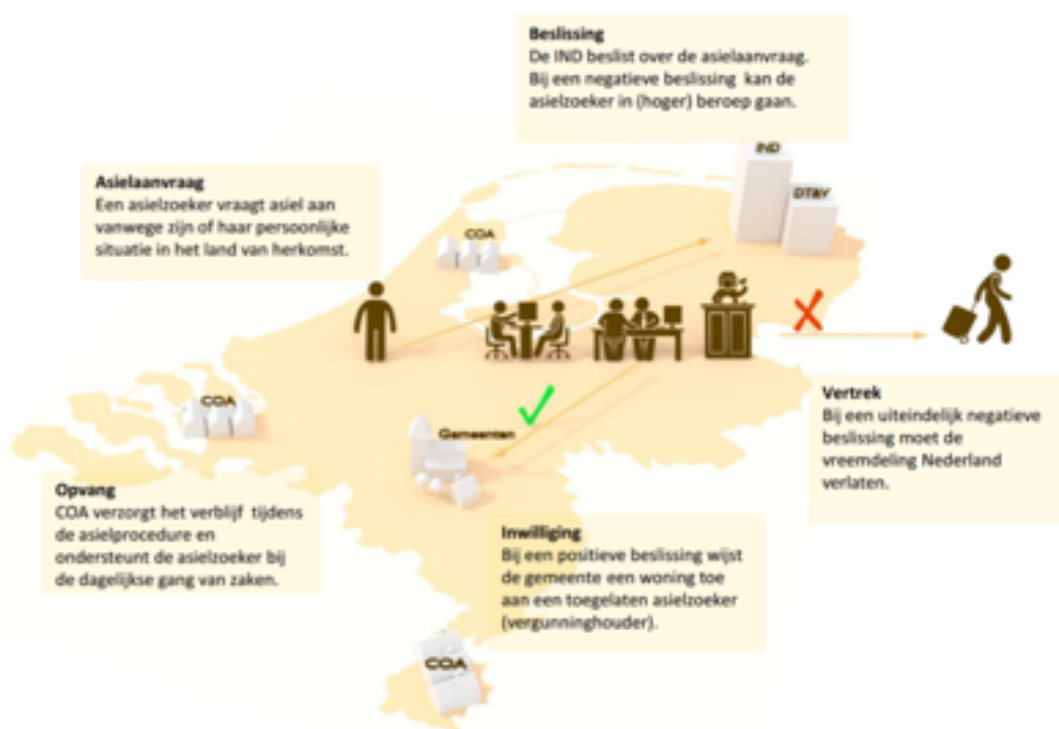 Beslissing
De IND beslist over de asielaanvraag.
Bij een negatieve beslissing kan de
asielzoeker in (hoger) beroep gaan.
IND
DT&V
Asielaanvraag
Een asielzoeker vraagt asiel aan
vanwege zijn of haar persoonlijke
situatie in het land van herkomst.
COA
COA
Gemeenten
Vertrek
Bij een uiteindelijk negatieve
beslissing moet de
vreemdeling Nederland
verlaten.
Opvang
COA verzorgt het verblijf tijdens
de asielprocedure en
ondersteunt de asielzoeker bij
de dagelijkse gang van zaken.
Inwilliging
Bij een positieve beslissing wijst
de gemeente een woning toe
aan een toegelaten asielzoeker
(vergunninghouder).
COA